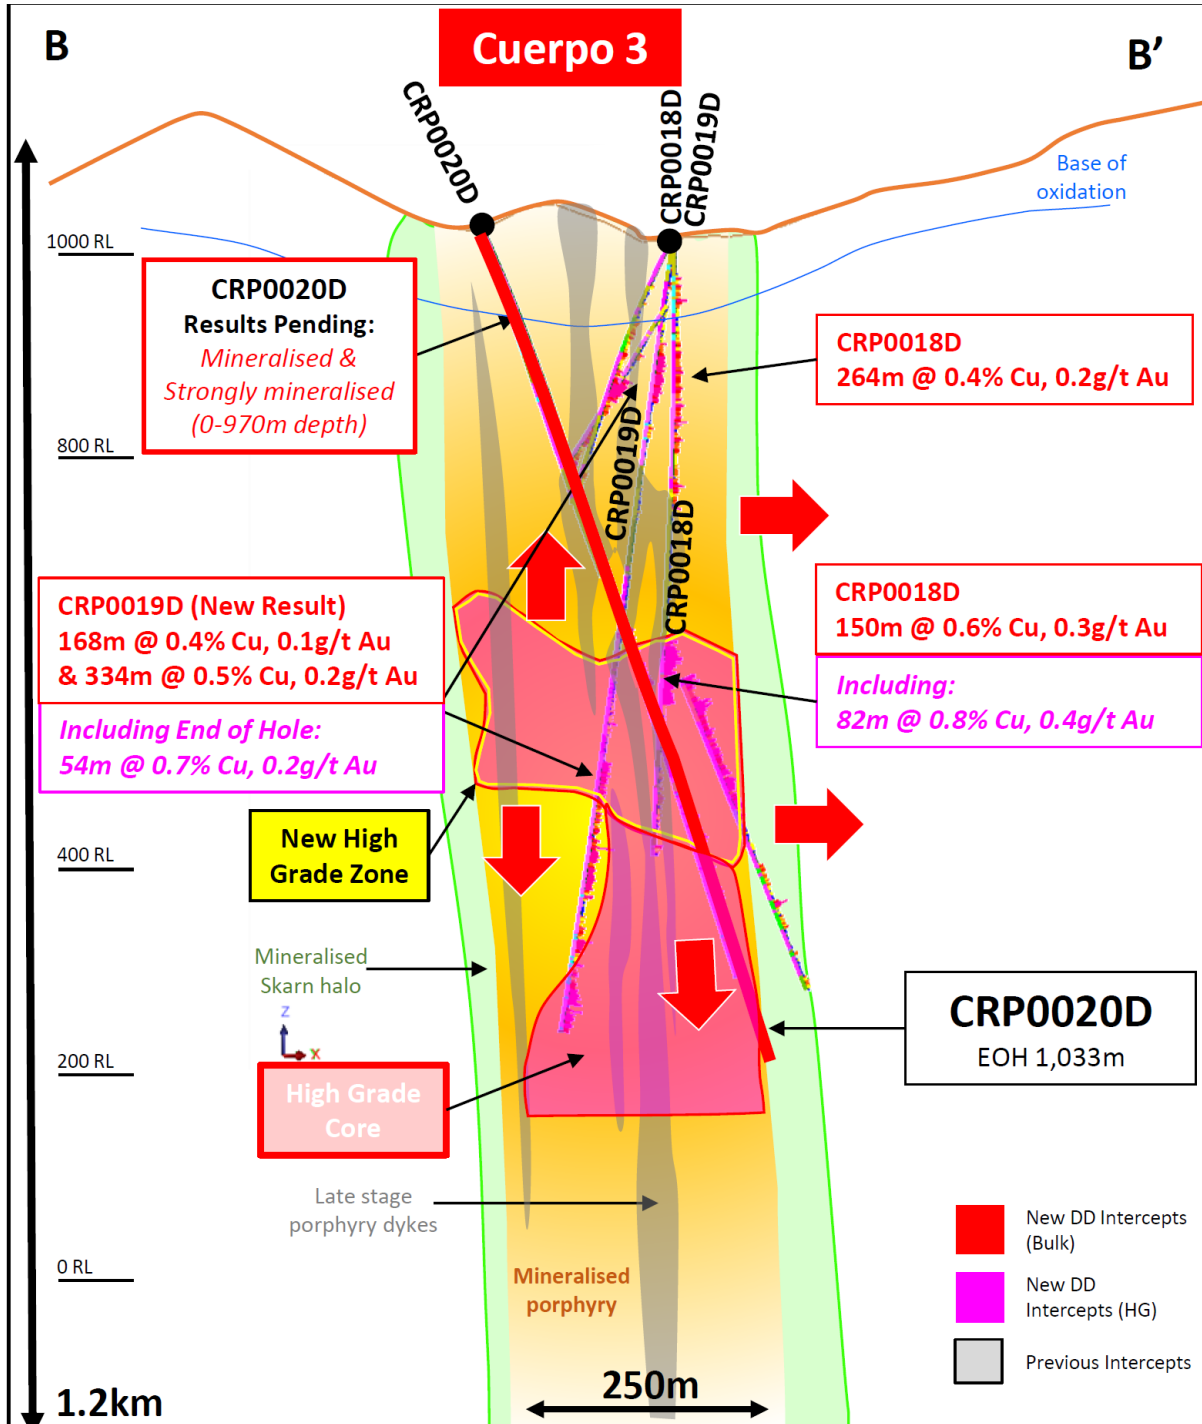 B
Cuerpo 3
B’
CRP0020D
CRP0018D
CRP0019D
Base of
oxidation
1000 RL
CRP0020D
Results Pending:
Mineralised &
Strongly mineralised
(0-970m depth)
CRP0018D
264m @ 0.4% Cu, 0.2g/t Au
800 RL
CRP0019D
CRP0018D
CRP0019D (New Result)
168m @ 0.4% Cu, 0.1g/t Au
& 334m @ 0.5% Cu, 0.2g/t Au
Including End of Hole:
54m @ 0.7% Cu, 0.2g/t Au
CRP0018D
150m @ 0.6% Cu, 0.3g/t Au
Including:
82m @ 0.8% Cu, 0.4g/t Au
New High
Grade Zone
400 RL
Mineralised
Skarn halo
Z
X
CRP0020D
EOH 1,033m
200 RL
High Grade
Core
Late stage
porphyry dykes
0 RL
Mineralised
porphyry
New DD Intercepts
(Bulk)
New DD
Intercepts (HG)
Previous Intercepts
1.2km
250m